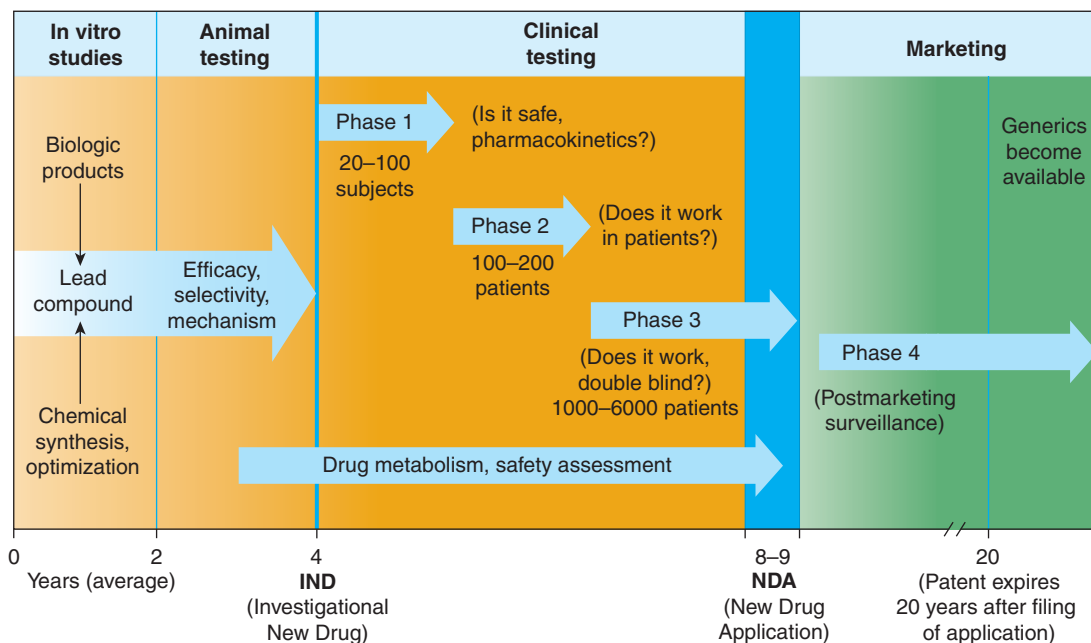 In vitro
studies
Animal
testing
Clinical
testing
Marketing
Biologic
products
Lead
compound
Chemical
synthesis,
optimization
Efficacy,
selectivity,
mechanism
Phase 1
20–100
subjects
(Is it safe,
pharmacokinetics?)
Phase 2
100–200
patients
(Does it work
in patients?)
Phase 3
(Does it work,
double blind?)
1000–6000 patients
Drug metabolism, safety assessment
Generics
become
available
Phase 4
(Postmarketing
surveillance)
0
2
4
8–9
20
Years (average)
IND
(Investigational
New Drug)
NDA
(New Drug
Application)
(Patent expires
20 years after filing
of application)